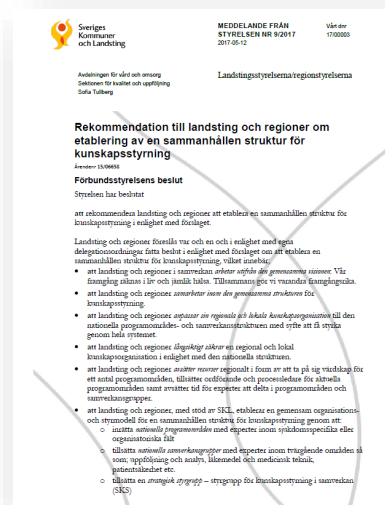 Sveriges
Kommuner
och Landsting
MEDDELANDE FRÅN
STYRELSEN NR 9/2017
2017-05-12
Vårt dnr
17/00003
Avdelningen för vård och omsorg
Sektionen för kvalitet och uppföljning
Sofia Tullberg
Landstingsstyrelserna/regionstyrelserna
Rekommendation till landsting och regioner om
etablering av en sammanhållen struktur för
kunskapsstyrning
Ärendenr 15/06658
Förbundsstyrelsens beslut
Styrelsen har beslutat
att rekommendera landsting och regioner att etablera en sammanhållen struktur för
kunskapsstyrning i enlighet med förslaget.
Landsting och regioner föreslås var och en och i enlighet med egna
delegationsordningar fatta beslut i enlighet med förslaget om att etablera en
sammanhållen struktur för kunskapsstyrning, vilket innebär:
• att landsting och regioner i samverkan arbetar utifrån den gemensamma visionen: Vår
framgång räknas i liv och jämlik hälsa. Tillsammans gör vi varandra framgångsrika.
• att landsting och regioner samarbetar inom den gemensamma strukturen för
kunskapsstyrning.
• att landsting och regioner anpassar sin regionala och lokala kunskapsorganisation till den
nationella programområdes- och samverkansstrukturen med syfte att få styrka
genom hela systemet.
• att landsting och regioner långsiktigt säkrar en regional och lokal
kunskapsorganisation i enlighet med den nationella strukturen.
• att landsting och regioner avsätter resurser regionalt i form av att ta på sig värdskap för
ett antal programområden, tillsätter ordförande och processledare för aktuella
programområden samt avsätter tid för experter att delta i programområden och
samverkansgrupper.
• att landsting och regioner, med stöd av SKL, etablerar en gemensam organisations-
och styrmodell för en sammanhållen struktur för kunskapsstyrning genom att:
○ inrätta nationella programområden med experter inom sjukdomsspecifika eller
organisatoriska fält
○ tillsätta nationella samverkansgrupper med experter inom tvärgående områden så
som; uppföljning och analys, läkemedel och medicinsk teknik,
patientsäkerhet etc.
○ tillsätta en strategisk styrgrupp – styrgrupp för kunskapsstyrning i samverkan
(SKS)